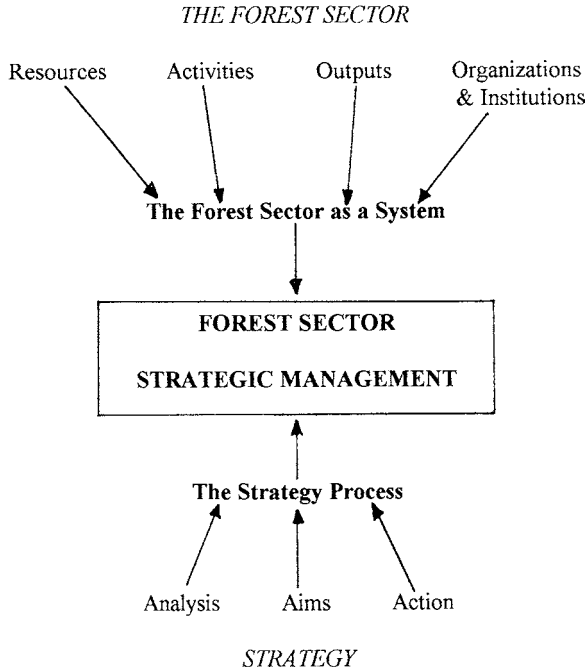 THE FOREST SECTOR
Resources Activities Outputs Organizations
& Institutions
The Forest Sector as a System
FOREST SECTOR
STRATEGIC MANAGEMENT
The Strategy Process
Analysis Aims Action
STRATEGY